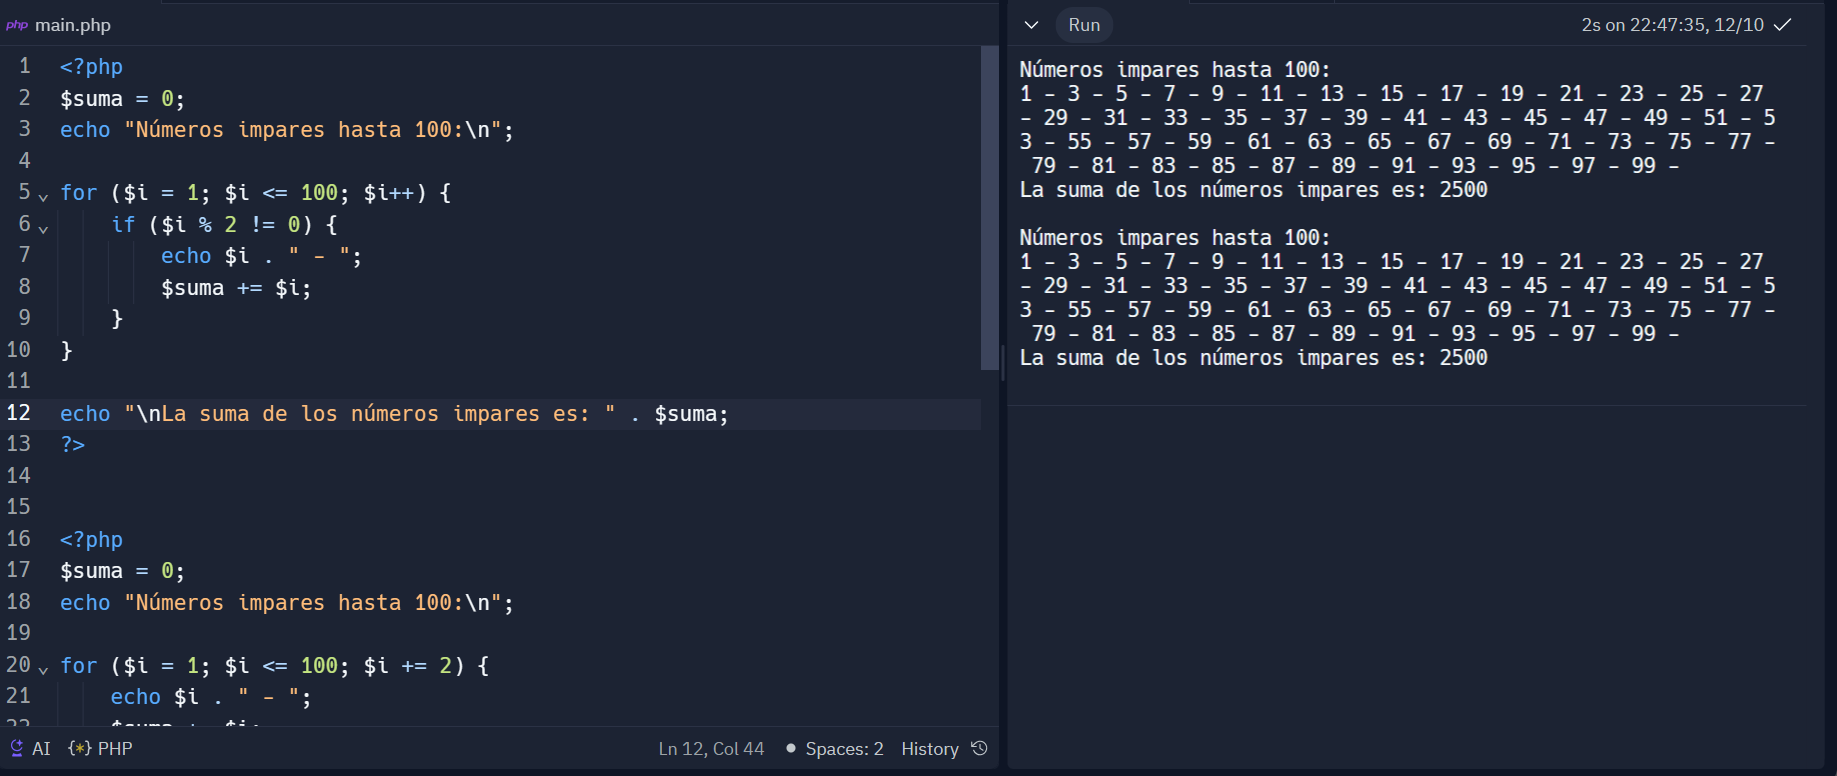 php main.php
1 <?php
2 $suma = 0;
3 echo "Números impares hasta 100:\n";
4
5 for ($i = 1; $i <= 100; $i++) {
6 if ($i % 2 != 0) {
7 echo $i . " - ";
8 $suma += $i;
9 }
10 }
11
12 echo "\nLa suma de los números impares es: " . $suma;
13 ?>
14
15
16 <?php
17 $suma = 0;
18 echo "Números impares hasta 100:\n";
19
20 for ($i = 1; $i <= 100; $i += 2) {
21 echo $i . " - ";
22 $suma += $i;
AI {*} PHP Ln 12, Col 44 Spaces: 2 History
Run 2s on 22:47:35, 12/10
Números impares hasta 100:
1 - 3 - 5 - 7 - 9 - 11 - 13 - 15 - 17 - 19 - 21 - 23 - 25 - 27
- 29 - 31 - 33 - 35 - 37 - 39 - 41 - 43 - 45 - 47 - 49 - 51 - 5
3 - 55 - 57 - 59 - 61 - 63 - 65 - 67 - 69 - 71 - 73 - 75 - 77 -
79 - 81 - 83 - 85 - 87 - 89 - 91 - 93 - 95 - 97 - 99 -
La suma de los números impares es: 2500
Números impares hasta 100:
1 - 3 - 5 - 7 - 9 - 11 - 13 - 15 - 17 - 19 - 21 - 23 - 25 - 27
- 29 - 31 - 33 - 35 - 37 - 39 - 41 - 43 - 45 - 47 - 49 - 51 - 5
3 - 55 - 57 - 59 - 61 - 63 - 65 - 67 - 69 - 71 - 73 - 75 - 77 -
79 - 81 - 83 - 85 - 87 - 89 - 91 - 93 - 95 - 97 - 99 -
La suma de los números impares es: 2500